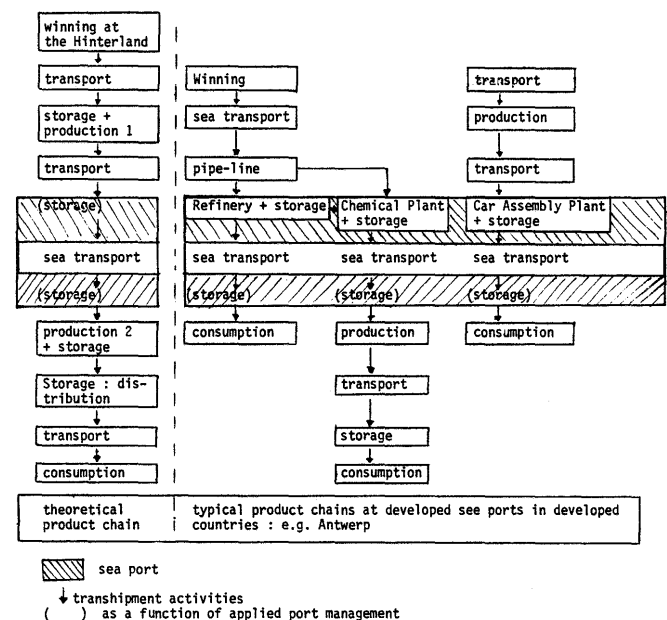 winning at
the Hinterland
transport
storage +
production 1
transport
(storage)
sea transport
(storage)
production 2
+ storage
Storage : dis-
tribution
transport
consumption
Winning
sea transport
pipe-line
Refinery + storage
sea transport
(storage)
consumption
Chemical Plant
+ storage
sea transport
(storage)
production
transport
storage
consumption
transport
production
transport
Car Assembly Plant
+ storage
sea transport
(storage)
consumption
theoretical
product chain
typical product chains at developed see ports in developed
countries : e.g. Antwerp
sea port
transhipment activities
( ) as a function of applied port management